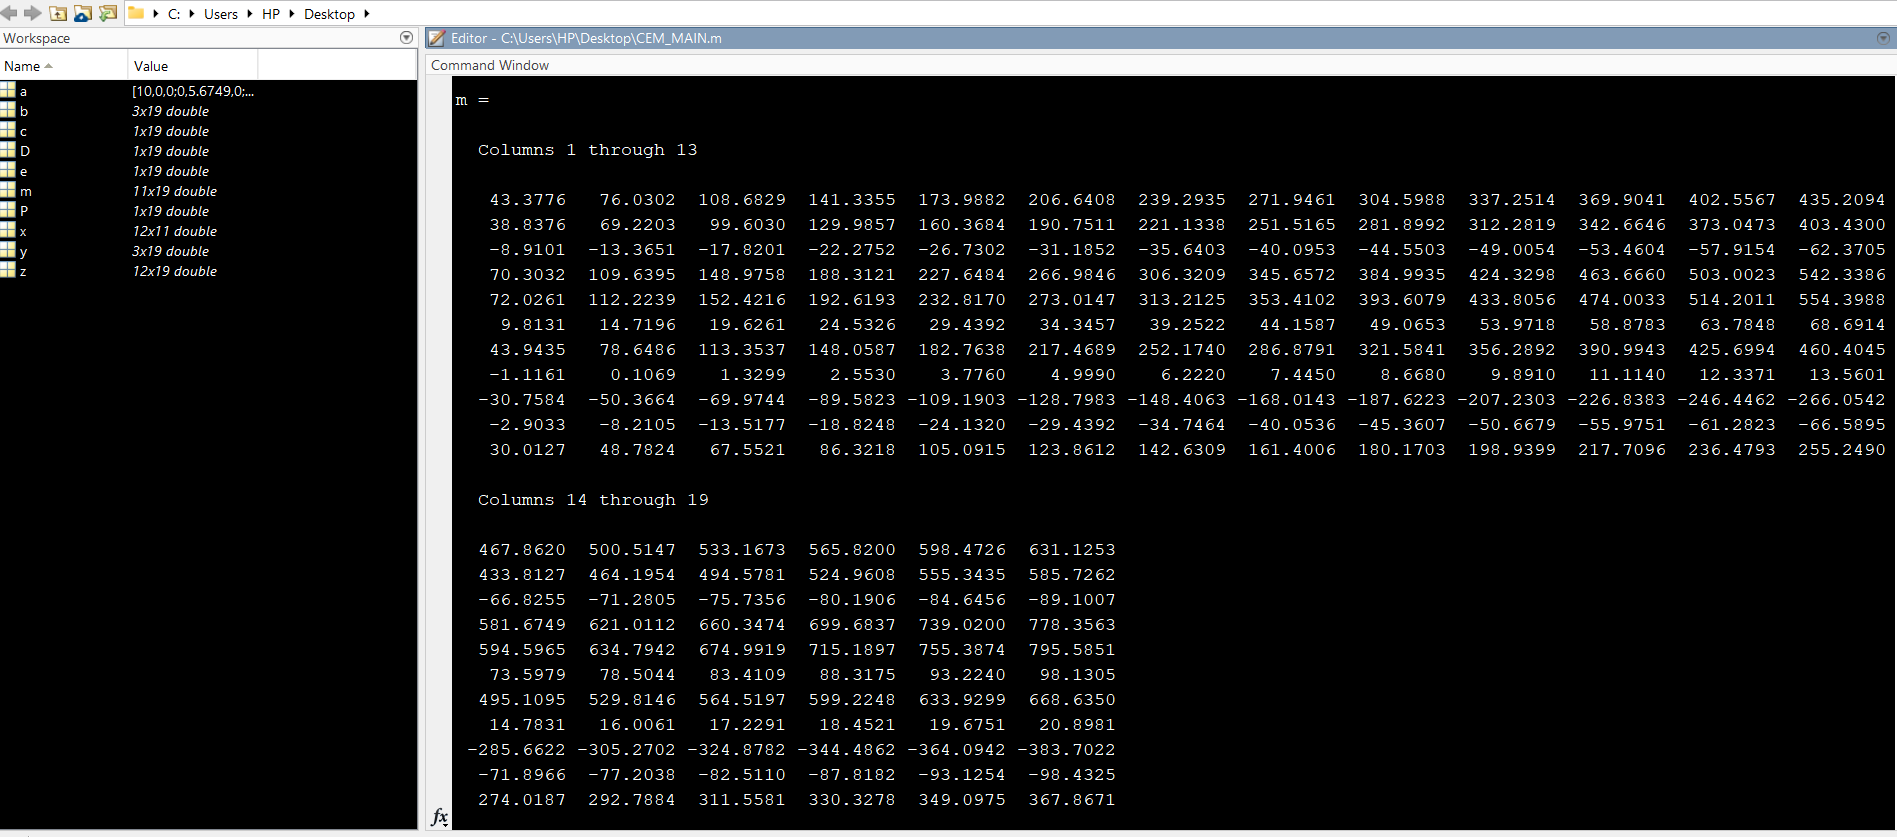 C: Users HP Desktop
Workspace
Name Value
a [10,0,0;0,5.6749,0;...
b 3x19 double
c 1x19 double
D 1x19 double
e 1x19 double
m 11x19 double
P 1x19 double
x 12x11 double
y 3x19 double
z 12x19 double
Editor - C:\Users\HP\Desktop\CEM_MAIN.m
Command Window
m =
Columns 1 through 13
43.3776 76.0302 108.6829 141.3355 173.9882 206.6408 239.2935 271.9461 304.5988 337.2514 369.9041 402.5567 435.2094
38.8376 69.2203 99.6030 129.9857 160.3684 190.7511 221.1338 251.5165 281.8992 312.2819 342.6646 373.0473 403.4300
-8.9101 -13.3651 -17.8201 -22.2752 -26.7302 -31.1852 -35.6403 -40.0953 -44.5503 -49.0054 -53.4604 -57.9154 -62.3705
70.3032 109.6395 148.9758 188.3121 227.6484 266.9846 306.3209 345.6572 384.9935 424.3298 463.6660 503.0023 542.3386
72.0261 112.2239 152.4216 192.6193 232.8170 273.0147 313.2125 353.4102 393.6079 433.8056 474.0033 514.2011 554.3988
9.8131 14.7196 19.6261 24.5326 29.4392 34.3457 39.2522 44.1587 49.0653 53.9718 58.8783 63.7848 68.6914
43.9435 78.6486 113.3537 148.0587 182.7638 217.4689 252.1740 286.8791 321.5841 356.2892 390.9943 425.6994 460.4045
-1.1161 0.1069 1.3299 2.5530 3.7760 4.9990 6.2220 7.4450 8.6680 9.8910 11.1140 12.3371 13.5601
-30.7584 -50.3664 -69.9744 -89.5823 -109.1903 -128.7983 -148.4063 -168.0143 -187.6223 -207.2303 -226.8383 -246.4462 -266.0542
-2.9033 -8.2105 -13.5177 -18.8248 -24.1320 -29.4392 -34.7464 -40.0536 -45.3607 -50.6679 -55.9751 -61.2823 -66.5895
30.0127 48.7824 67.5521 86.3218 105.0915 123.8612 142.6309 161.4006 180.1703 198.9399 217.7096 236.4793 255.2490
Columns 14 through 19
467.8620 500.5147 533.1673 565.8200 598.4726 631.1253
433.8127 464.1954 494.5781 524.9608 555.3435 585.7262
-66.8255 -71.2805 -75.7356 -80.1906 -84.6456 -89.1007
581.6749 621.0112 660.3474 699.6837 739.0200 778.3563
594.5965 634.7942 674.9919 715.1897 755.3874 795.5851
73.5979 78.5044 83.4109 88.3175 93.2240 98.1305
495.1095 529.8146 564.5197 599.2248 633.9299 668.6350
14.7831 16.0061 17.2291 18.4521 19.6751 20.8981
-285.6622 -305.2702 -324.8782 -344.4862 -364.0942 -383.7022
-71.8966 -77.2038 -82.5110 -87.8182 -93.1254 -98.4325
274.0187 292.7884 311.5581 330.3278 349.0975 367.8671
fx